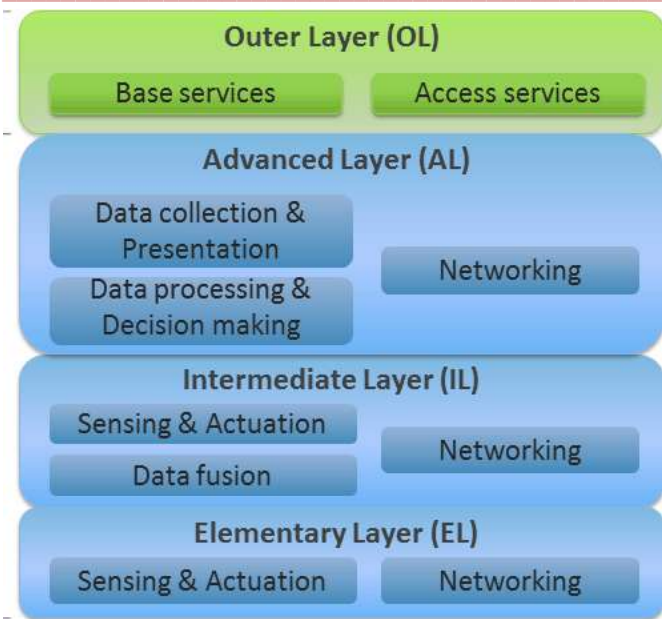 Outer Layer (OL)
Base services
Access services
Advanced Layer (AL)
Data collection &
Presentation
Networking
Data processing &
Decision making
Intermediate Layer (IL)
Sensing & Actuation
Networking
Data fusion
Elementary Layer (EL)
Sensing & Actuation
Networking